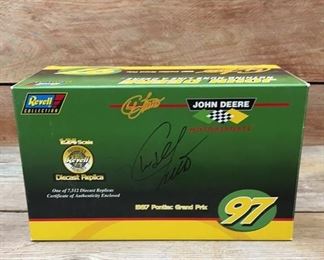 Revell
COLLECTION
JOHN DEERE
MOTORSPORTS
1:24 Scale
Revell
Diecast Replica
One of 7,512 Diecast Replicas
Certificate of Authenticity Enclosed
1997 Pontiac Grand Prix
97